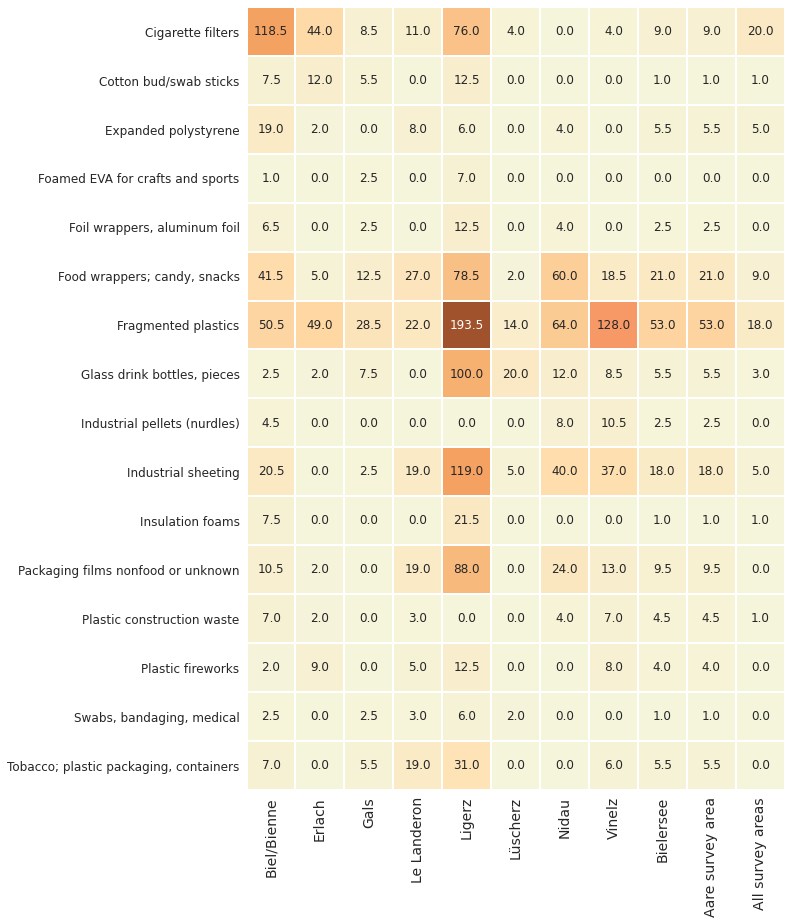 Cigarette filters 118.5 44.0 8.5 11.0 76.0 4.0 0.0 4.0 9.0 9.0 20.0
Cotton bud/swab sticks 7.5 12.0 5.5 0.0 12.5 0.0 0.0 0.0 1.0 1.0 1.0
Expanded polystyrene 19.0 2.0 0.0 8.0 6.0 0.0 4.0 0.0 5.5 5.5 5.0
Foamed EVA for crafts and sports 1.0 0.0 2.5 0.0 7.0 0.0 0.0 0.0 0.0 0.0 0.0
Foil wrappers, aluminum foil 6.5 0.0 2.5 0.0 12.5 0.0 4.0 0.0 2.5 2.5 0.0
Food wrappers; candy, snacks 41.5 5.0 12.5 27.0 78.5 2.0 60.0 18.5 21.0 21.0 9.0
Fragmented plastics 50.5 49.0 28.5 22.0 193.5 14.0 64.0 128.0 53.0 53.0 18.0
Glass drink bottles, pieces 2.5 2.0 7.5 0.0 100.0 20.0 12.0 8.5 5.5 5.5 3.0
Industrial pellets (nurdles) 4.5 0.0 0.0 0.0 0.0 0.0 8.0 10.5 2.5 2.5 0.0
Industrial sheeting 20.5 0.0 2.5 19.0 119.0 5.0 40.0 37.0 18.0 18.0 5.0
Insulation foams 7.5 0.0 0.0 0.0 21.5 0.0 0.0 0.0 1.0 1.0 1.0
Packaging films nonfood or unknown 10.5 2.0 0.0 19.0 88.0 0.0 24.0 13.0 9.5 9.5 0.0
Plastic construction waste 7.0 2.0 0.0 3.0 0.0 0.0 4.0 7.0 4.5 4.5 1.0
Plastic fireworks 2.0 9.0 0.0 5.0 12.5 0.0 0.0 8.0 4.0 4.0 0.0
Swabs, bandaging, medical 2.5 0.0 2.5 3.0 6.0 2.0 0.0 0.0 1.0 1.0 0.0
Tobacco; plastic packaging, containers 7.0 0.0 5.5 19.0 31.0 0.0 0.0 6.0 5.5 5.5 0.0
Biel/Bienne
Erlach
Gals
Le Landeron
Ligerz
Lüscherz
Nidau
Vinelz
Bielersee
Aare survey area
All survey areas